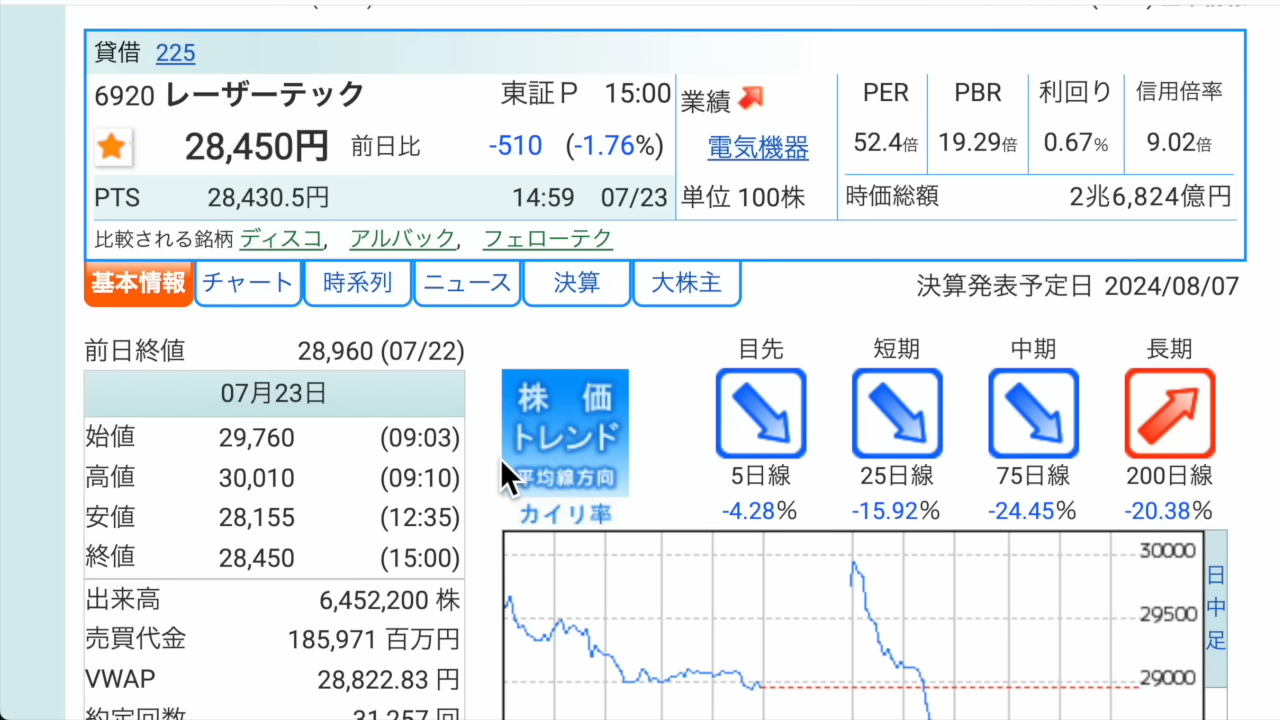 貸借 225
6920 レーザーテック 東証P 15:00 業績 PER PBR 利回り 信用倍率
28,450円 前日比 -510 (-1.76%) 電気機器 52.4倍 19.29倍 0.67% 9.02倍
PTS 28,430.5円 14:59 07/23 単位 100株 時価総額 2兆6,824億円
比較される銘柄 ディスコ, アルバック, フェローテク
基本情報 チャート 時系列 ニュース 決算 大株主 決算発表予定日 2024/08/07
前日終値 28,960 (07/22)
07月23日
始値 29,760 (09:03)
高値 30,010 (09:10)
安値 28,155 (12:35)
終値 28,450 (15:00)
出来高 6,452,200 株
売買代金 185,971 百万円
VWAP 28,822.83 円
約定回数 31,257 回
株価
トレンド
平均線方向
カイリ率
目先 短期 中期 長期
5日線 25日線 75日線 200日線
-4.28% -15.92% -24.45% -20.38%
30000
29500
29000
日中足